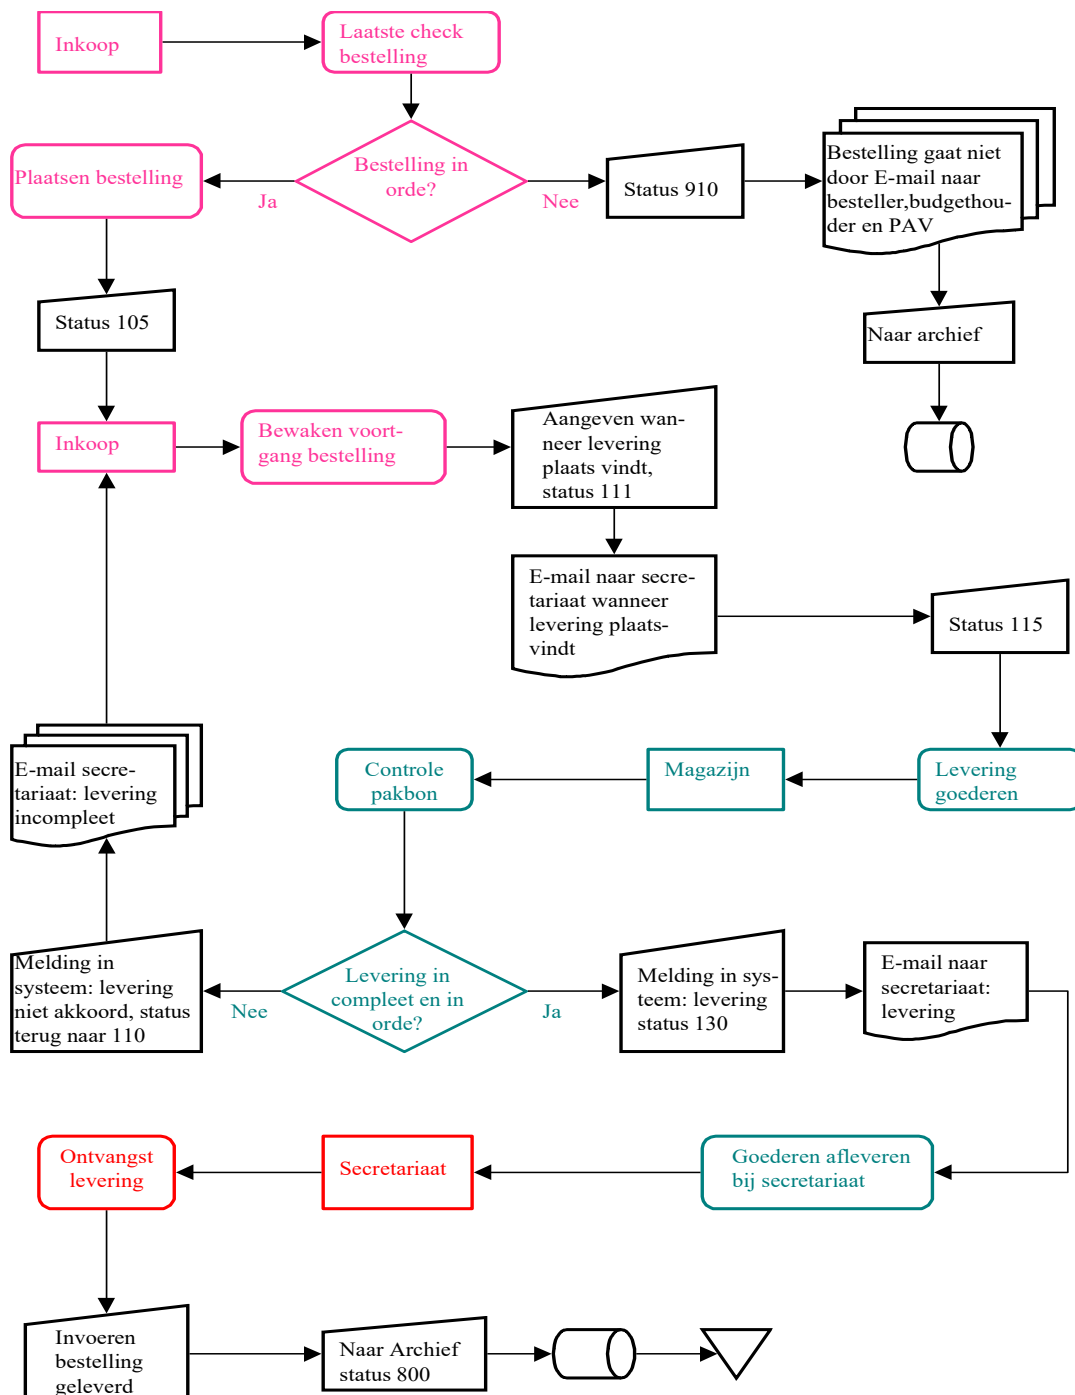 Inkoop
Laatste check
bestelling
Plaatsen bestelling
Ja
Bestelling in
orde?
Nee
Status 910
Bestelling gaat niet
door E-mail naar
besteller,budgethou-
der en PAV
Status 105
Naar archief
Inkoop
Bewaken voort-
gang bestelling
Aangeven wan-
neer levering
plaats vindt,
status 111
E-mail naar secre-
tariaat wanneer
levering plaats-
vindt
Status 115
E-mail secre-
tariaat: levering
incompleet
Controle
pakbon
Magazijn
Levering
goederen
Melding in
systeem: levering
niet akkoord, status
terug naar 110
Nee
Levering in
compleet en in
orde?
Ja
Melding in sys-
teem: levering
status 130
E-mail naar
secretariaat:
levering
Ontvangst
levering
Secretariaat
Goederen afleveren
bij secretariaat
Invoeren
bestelling
geleverd
Naar Archief
status 800